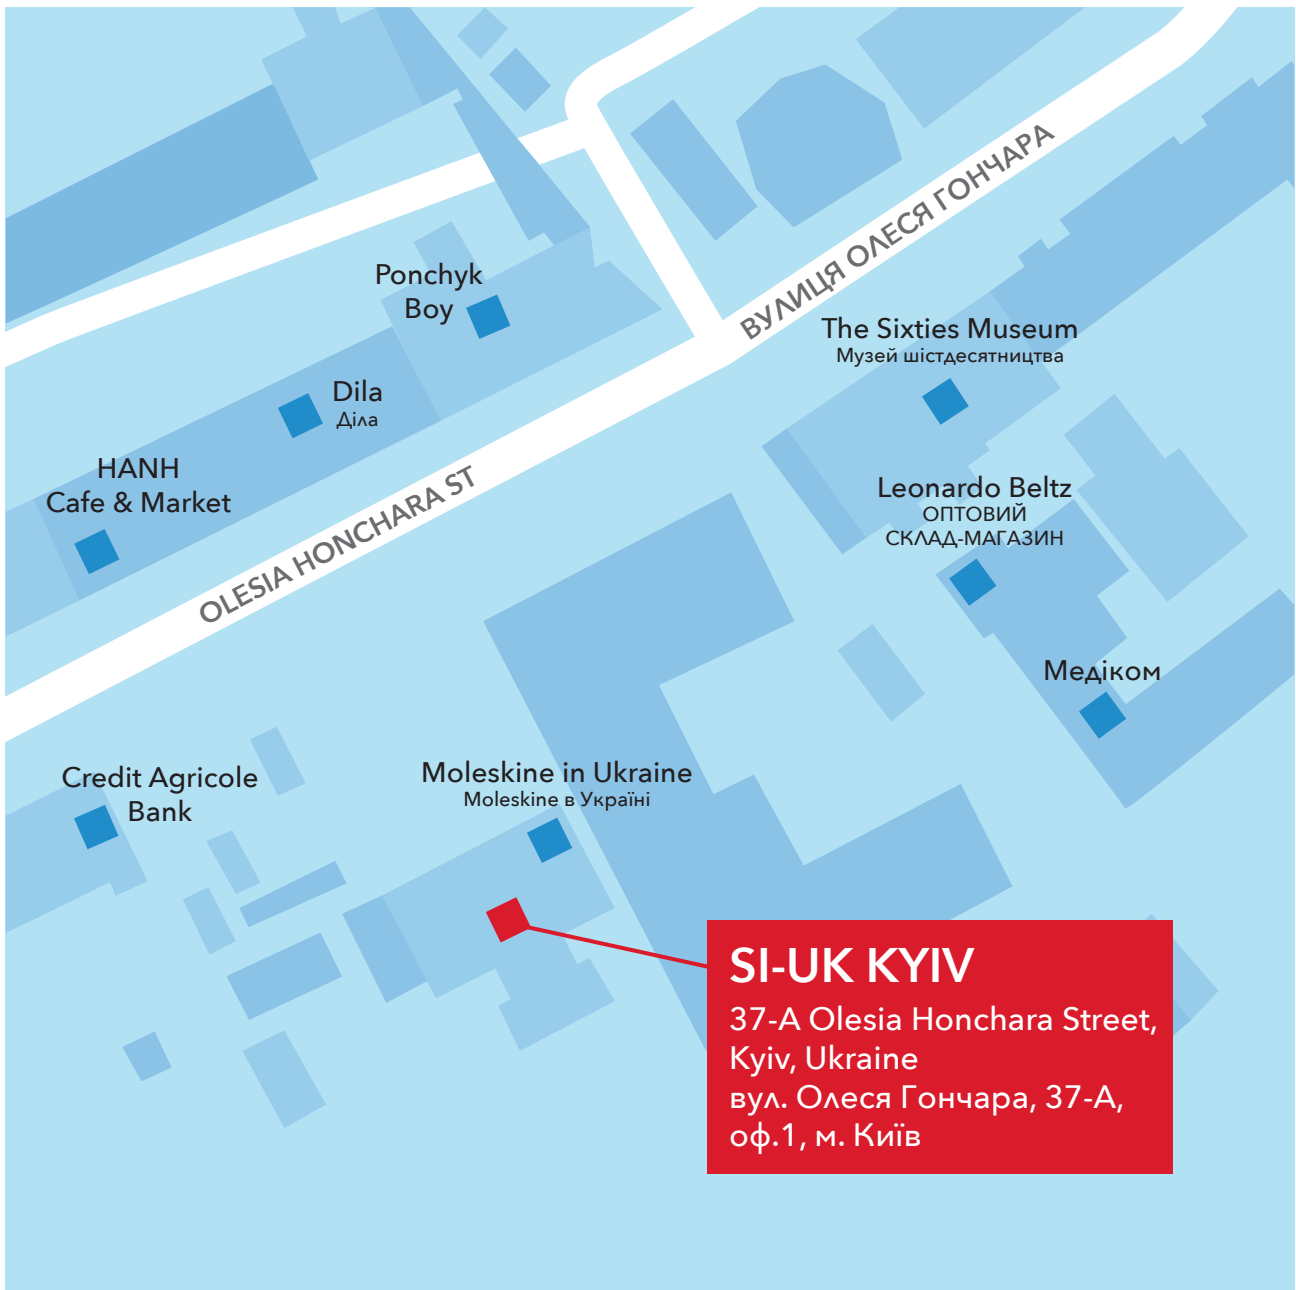 ВУЛИЦЯ ОЛЕСЯ ГОНЧАРА
Ponchyk
Boy
The Sixties Museum
Музей шістдесятництва
Dila
Діла
HANH
Cafe & Market
OLESIA HONCHARA ST
Leonardo Beltz
ОПТОВИЙ
СКЛАД-МАГАЗИН
Медіком
Credit Agricole
Bank
Moleskine in Ukraine
Moleskine в Україні
SI-UK KYIV
37-A Olesia Honchara Street,
Kyiv, Ukraine
вул. Олеся Гончара, 37-А,
оф.1, м. Київ